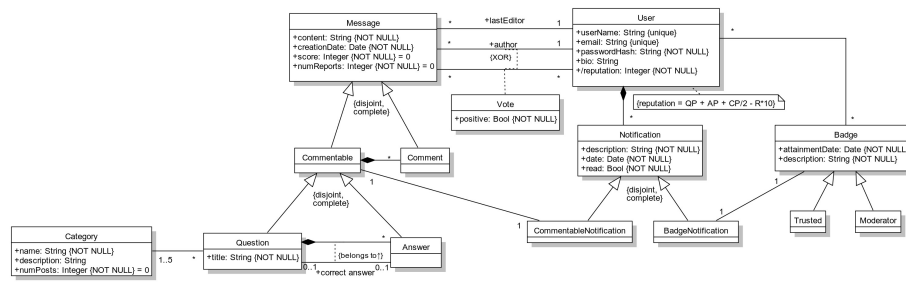 Message
+content: String {NOT NULL}
+creationDate: Date {NOT NULL}
+score: Integer {NOT NULL} = 0
+numReports: Integer {NOT NULL} = 0
* +lastEditor 1
* +author 1
{XOR}
* *
User
+userName: String {unique}
+email: String {unique}
+passwordHash: String {NOT NULL}
+bio: String
+/reputation: Integer {NOT NULL}
*
Vote
+positive: Bool {NOT NULL}
{reputation = QP + AP + CP/2 - R*10}
{disjoint,
complete}
*
*
Notification
+description: String {NOT NULL}
+date: Date {NOT NULL}
+read: Bool {NOT NULL}
Badge
+attainmentDate: Date {NOT NULL}
+description: String {NOT NULL}
Commentable
*
Comment
1
1
{disjoint,
complete}
{disjoint,
complete}
Trusted
Moderator
1
CommentableNotification
1
BadgeNotification
Category
+name: String {NOT NULL}
+description: String
+numPosts: Integer {NOT NULL} = 0
1..5 *
Question
+title: String {NOT NULL}
*
{belongs to↑}
0..1 0..1
+correct answer
Answer